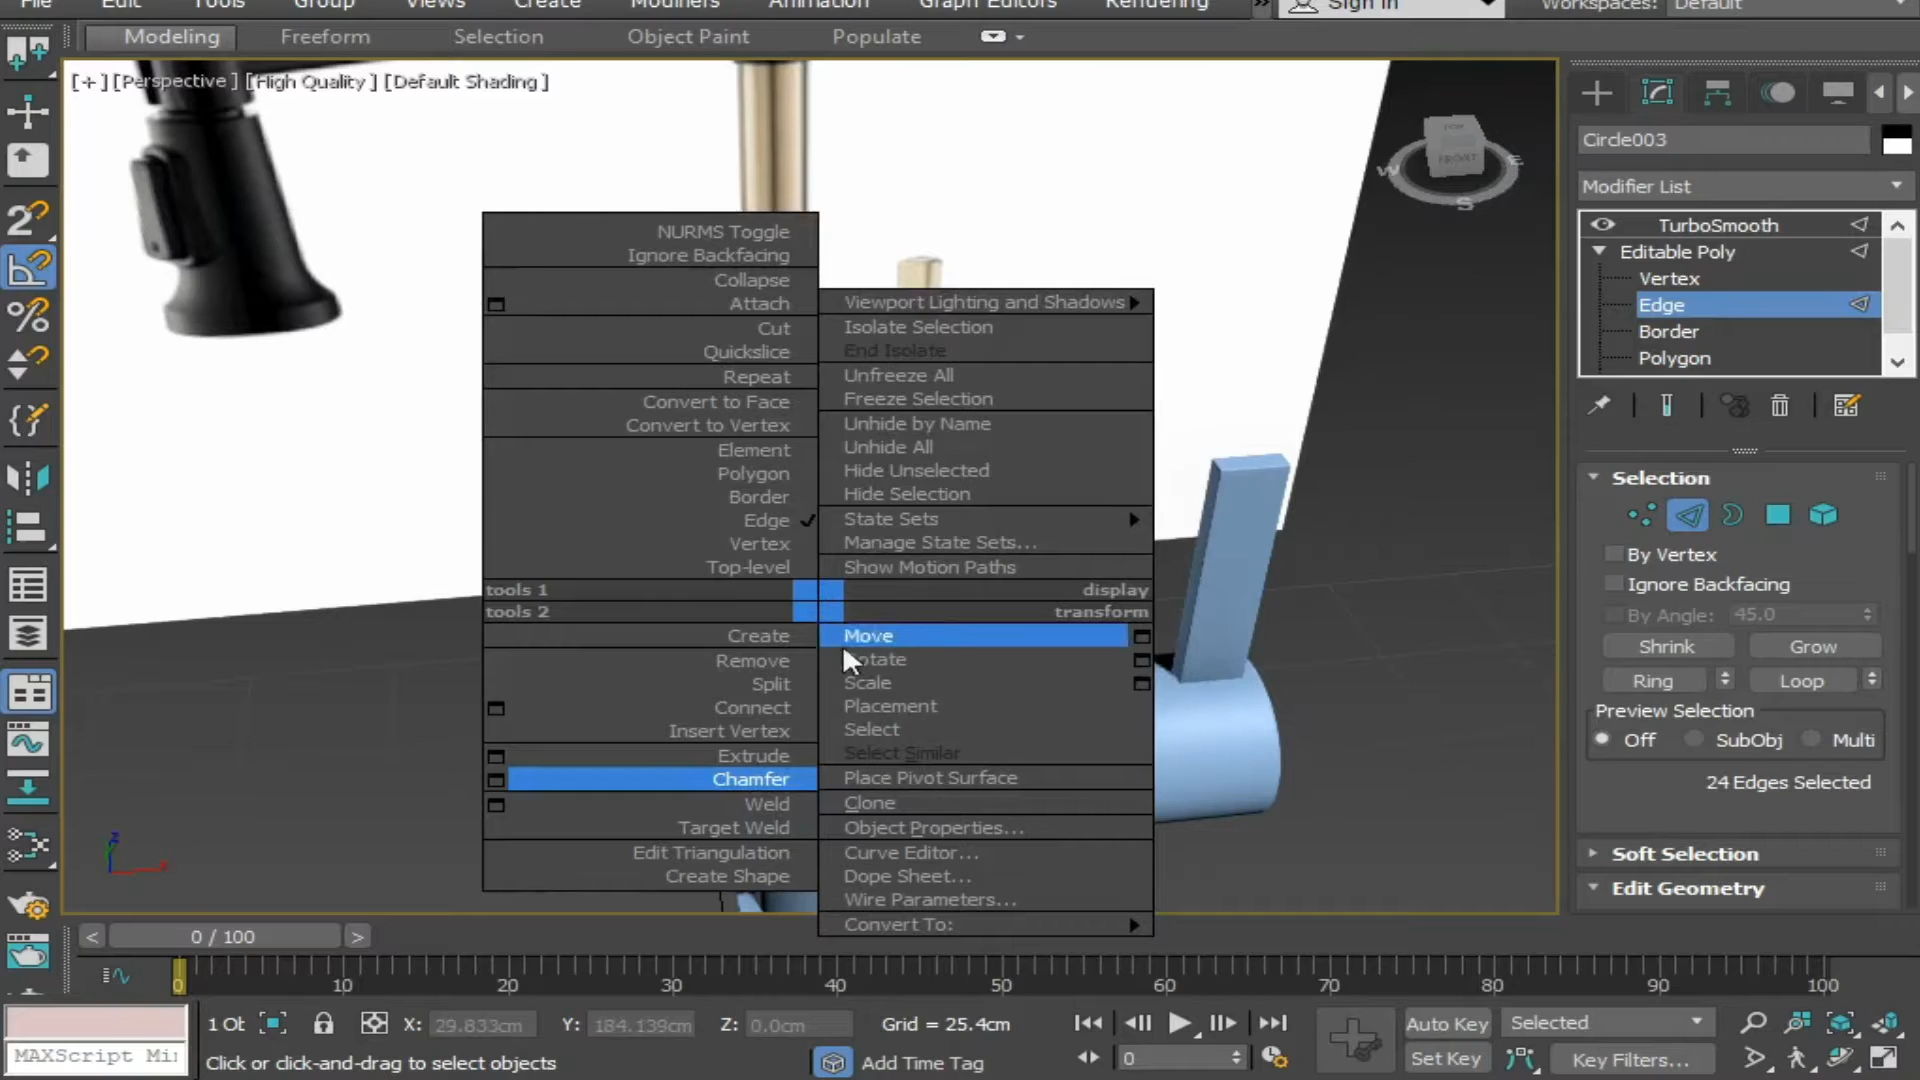 File Edit Tools Group Views Create Modifiers Animation Graph Editors Rendering Sign In Workspaces: Default
Modeling Freeform Selection Object Paint Populate
[+] [Perspective ] [High Quality ] [Default Shading ]
TOP
FRONT
W E
S
Circle003
Modifier List
TurboSmooth
Editable Poly
Vertex
Edge
Border
Polygon
Selection
By Vertex
Ignore Backfacing
By Angle: 45.0
Shrink Grow
Ring Loop
Preview Selection
Off SubObj Multi
24 Edges Selected
Soft Selection
Edit Geometry
NURMS Toggle
Ignore Backfacing
Collapse
Attach
Cut
Quickslice
Repeat
Convert to Face
Convert to Vertex
Element
Polygon
Border
Edge
Vertex
Top-level
tools 1
tools 2
Create
Remove
Split
Connect
Insert Vertex
Extrude
Chamfer
Weld
Target Weld
Edit Triangulation
Create Shape
Viewport Lighting and Shadows
Isolate Selection
End Isolate
Unfreeze All
Freeze Selection
Unhide by Name
Unhide All
Hide Unselected
Hide Selection
State Sets
Manage State Sets...
Show Motion Paths
display
transform
Move
otate
Scale
Placement
Select
Select Similar
Place Pivot Surface
Clone
Object Properties...
Curve Editor...
Dope Sheet...
Wire Parameters...
Convert To:
z
x
< 0 / 100 >
0 10 20 30 40 50 60 70 80 90 100
1 Ob X: 29.833cm Y: 184.139cm Z: 0.0cm Grid = 25.4cm Auto Key Selected
MAXScript Mi Click or click-and-drag to select objects Add Time Tag 0 Set Key Key Filters...